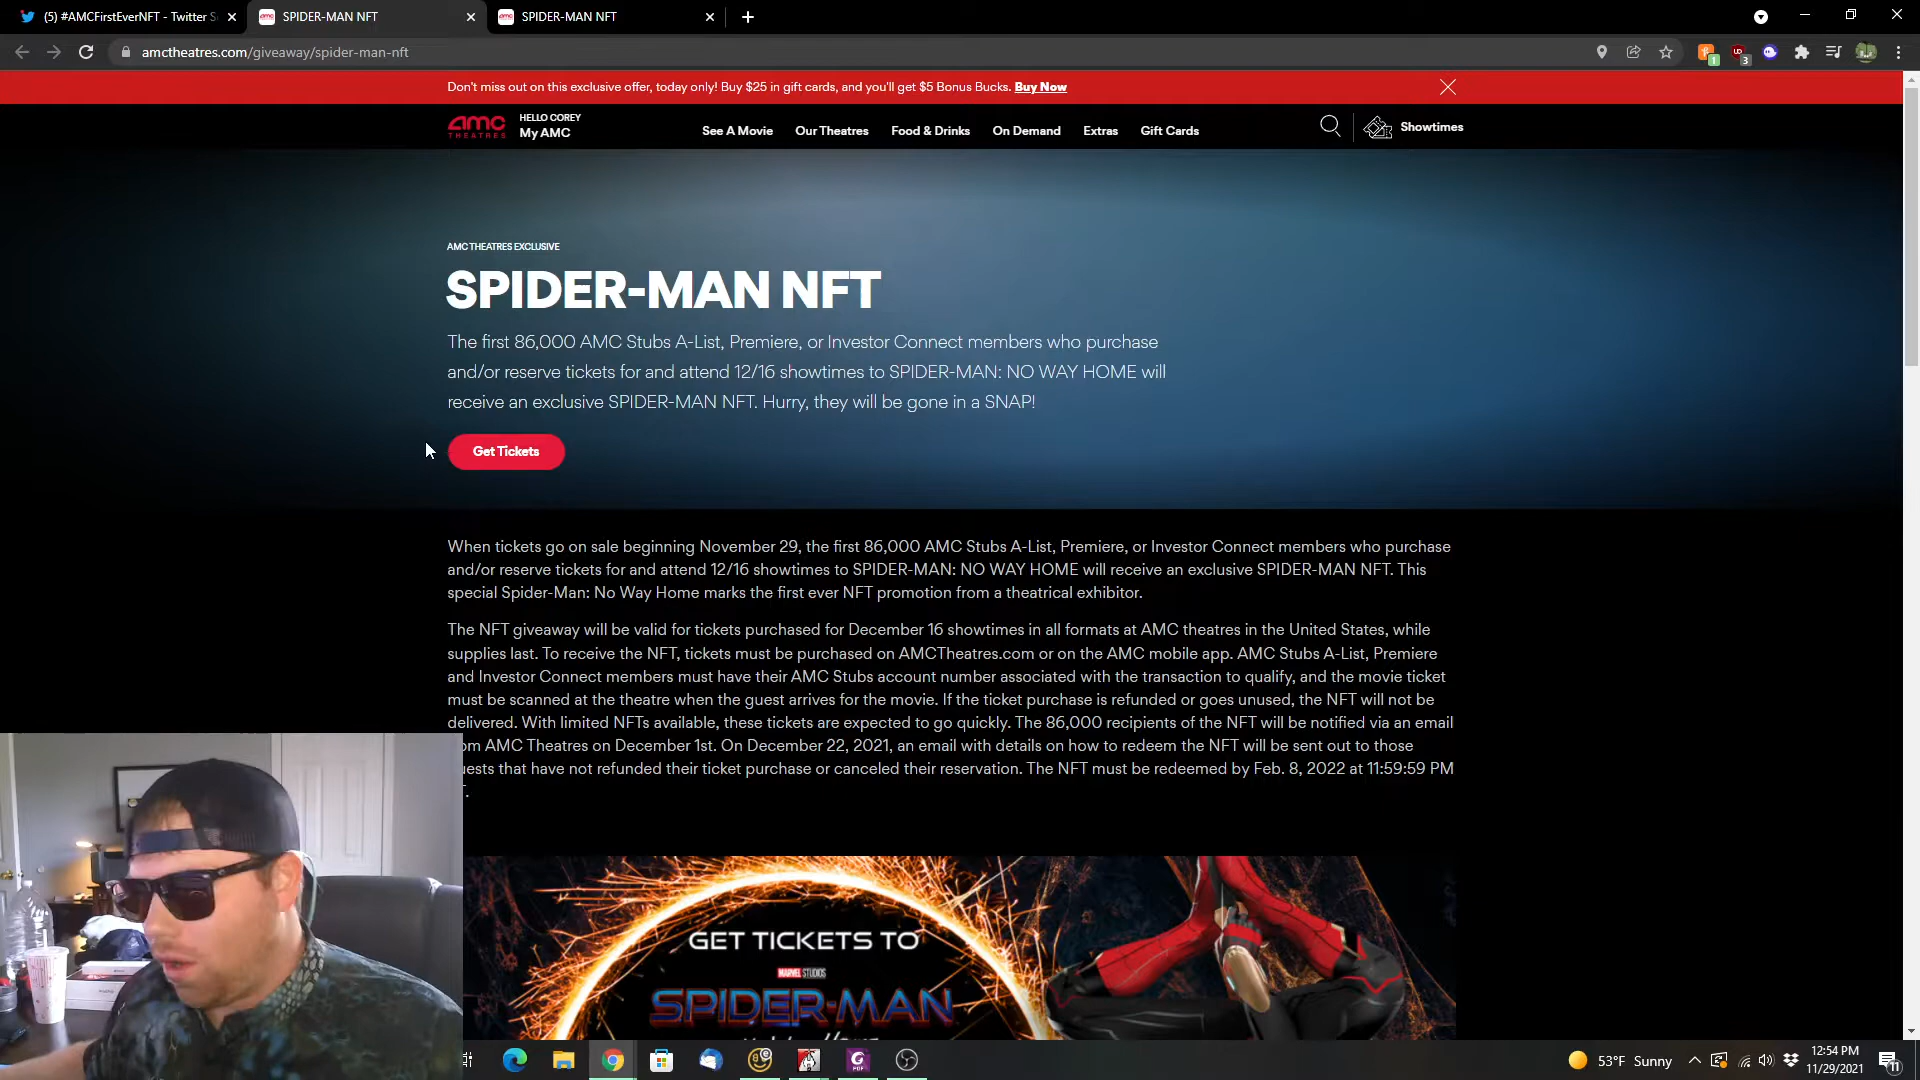 (5) #AMCFirstEverNFT - Twitter S
SPIDER-MAN NFT
SPIDER-MAN NFT
amctheatres.com/giveaway/spider-man-nft
1
3
Don't miss out on this exclusive offer, today only! Buy $25 in gift cards, and you'll get $5 Bonus Bucks. Buy Now
amc THEATRES
HELLO COREY
My AMC
See A Movie
Our Theatres
Food & Drinks
On Demand
Extras
Gift Cards
Showtimes
AMC THEATRES EXCLUSIVE
SPIDER-MAN NFT
The first 86,000 AMC Stubs A-List, Premiere, or Investor Connect members who purchase
and/or reserve tickets for and attend 12/16 showtimes to SPIDER-MAN: NO WAY HOME will
receive an exclusive SPIDER-MAN NFT. Hurry, they will be gone in a SNAP!
Get Tickets
When tickets go on sale beginning November 29, the first 86,000 AMC Stubs A-List, Premiere, or Investor Connect members who purchase
and/or reserve tickets for and attend 12/16 showtimes to SPIDER-MAN: NO WAY HOME will receive an exclusive SPIDER-MAN NFT. This
special Spider-Man: No Way Home marks the first ever NFT promotion from a theatrical exhibitor.
The NFT giveaway will be valid for tickets purchased for December 16 showtimes in all formats at AMC theatres in the United States, while
supplies last. To receive the NFT, tickets must be purchased on AMCTheatres.com or on the AMC mobile app. AMC Stubs A-List, Premiere
and Investor Connect members must have their AMC Stubs account number associated with the transaction to qualify, and the movie ticket
must be scanned at the theatre when the guest arrives for the movie. If the ticket purchase is refunded or goes unused, the NFT will not be
delivered. With limited NFTs available, these tickets are expected to go quickly. The 86,000 recipients of the NFT will be notified via an email
om AMC Theatres on December 1st. On December 22, 2021, an email with details on how to redeem the NFT will be sent out to those
uests that have not refunded their ticket purchase or canceled their reservation. The NFT must be redeemed by Feb. 8, 2022 at 11:59:59 PM
T.
GET TICKETS TO
MARVEL STUDIOS
SPIDER-MAN
PDF
53°F Sunny
12:54 PM
11/29/2021
11